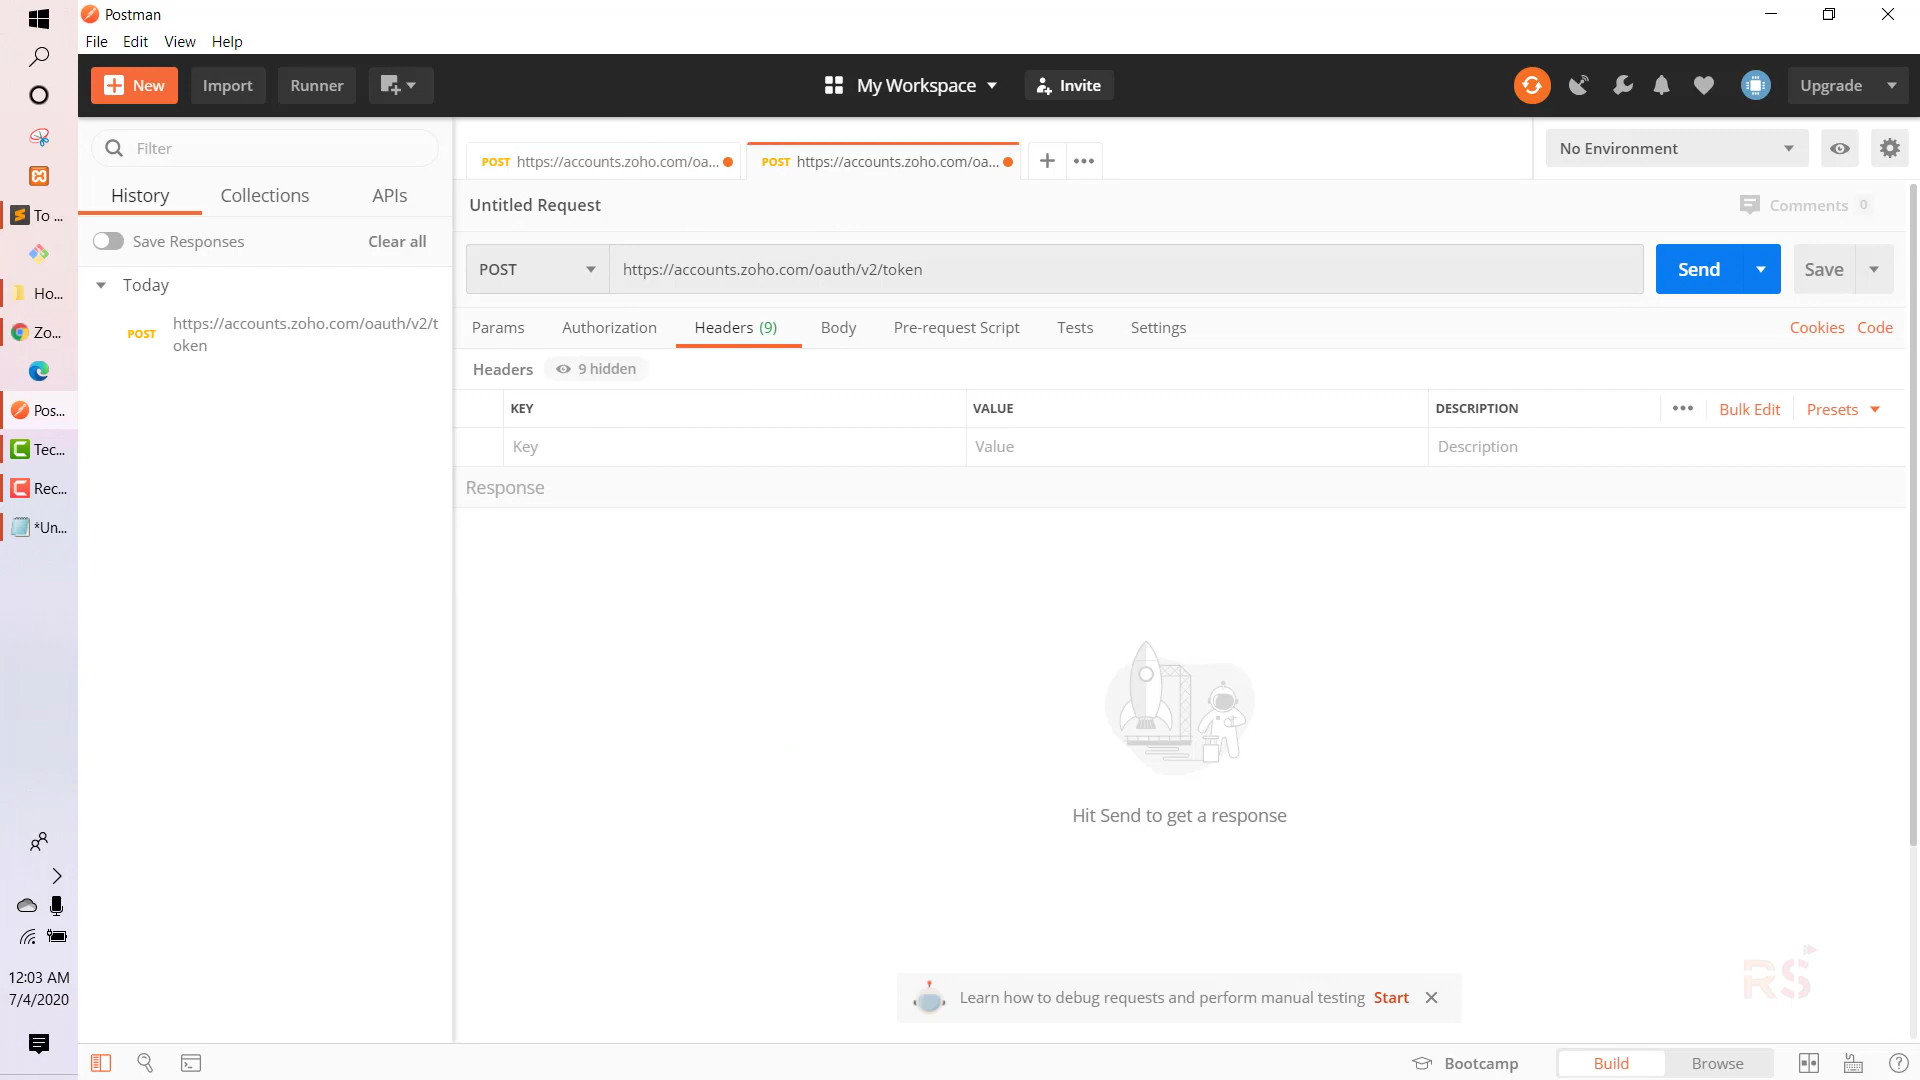 Postman
File Edit View Help
New Import Runner My Workspace Invite Upgrade
Filter
POST https://accounts.zoho.com/oa... POST https://accounts.zoho.com/oa... No Environment
History Collections APIs
Untitled Request Comments 0
Save Responses Clear all
POST https://accounts.zoho.com/oauth/v2/token Send Save
Today
POST https://accounts.zoho.com/oauth/v2/t
oken
Params Authorization Headers (9) Body Pre-request Script Tests Settings Cookies Code
Headers 9 hidden
KEY VALUE DESCRIPTION Bulk Edit Presets
Key Value Description
Response
Hit Send to get a response
Learn how to debug requests and perform manual testing Start
RS
Bootcamp Build Browse
To ...
Ho...
Zo...
Pos...
Tec...
Rec...
*Un...
12:03 AM
7/4/2020